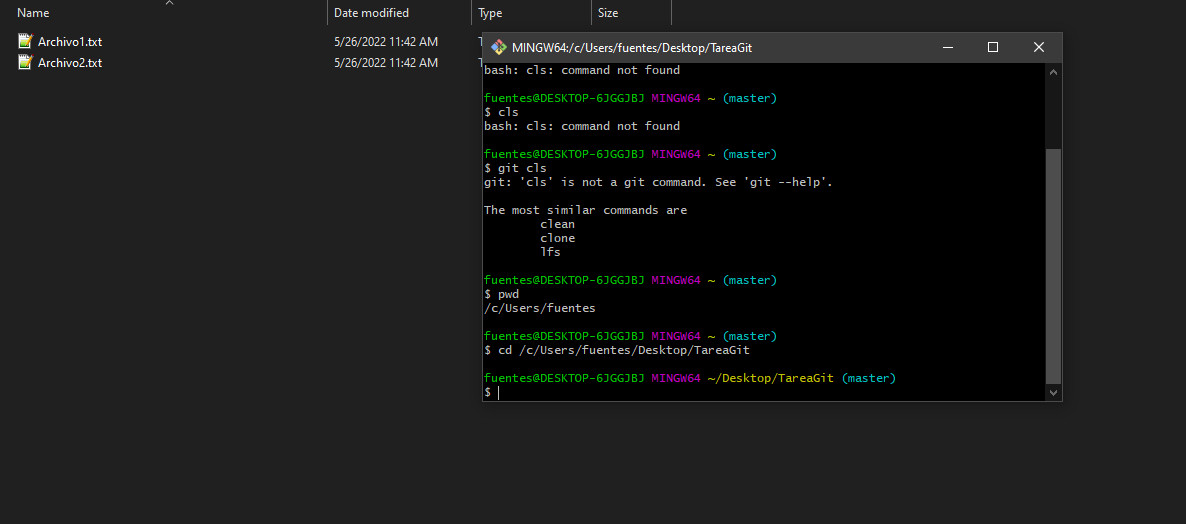 Name Date modified Type Size
Archivo1.txt 5/26/2022 11:42 AM
Archivo2.txt 5/26/2022 11:42 AM
MINGW64:/c/Users/fuentes/Desktop/TareaGit
bash: cls: command not found
fuentes@DESKTOP-6JGGJBJ MINGW64 ~ (master)
$ cls
bash: cls: command not found
fuentes@DESKTOP-6JGGJBJ MINGW64 ~ (master)
$ git cls
git: 'cls' is not a git command. See 'git --help'.
The most similar commands are
clean
clone
lfs
fuentes@DESKTOP-6JGGJBJ MINGW64 ~ (master)
$ pwd
/c/Users/fuentes
fuentes@DESKTOP-6JGGJBJ MINGW64 ~ (master)
$ cd /c/Users/fuentes/Desktop/TareaGit
fuentes@DESKTOP-6JGGJBJ MINGW64 ~/Desktop/TareaGit (master)
$